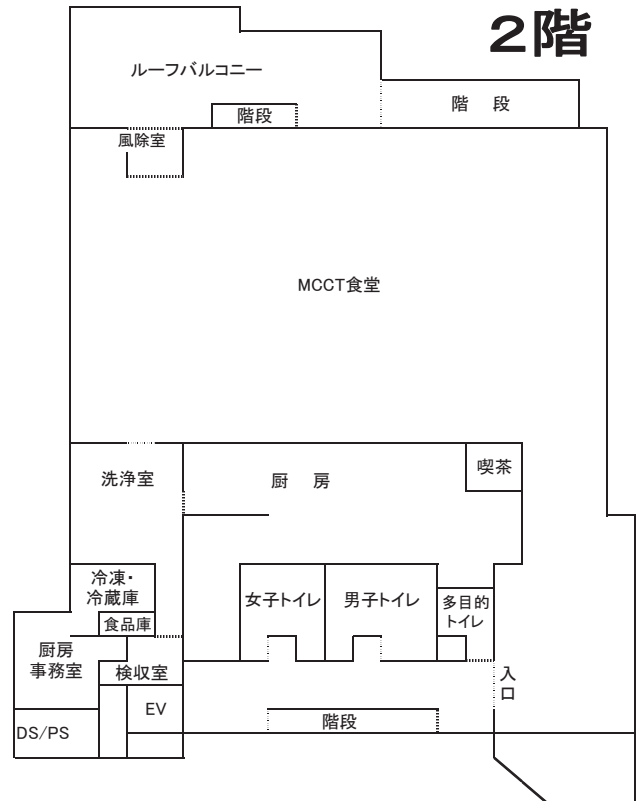 2階
ルーフバルコニー
階　段
階段
風除室
MCCT食堂
喫茶
洗浄室
厨　房
冷凍・
冷蔵庫
女子トイレ
男子トイレ
多目的
トイレ
食品庫
厨房
事務室
検収室
入
口
EV
階段
DS/PS